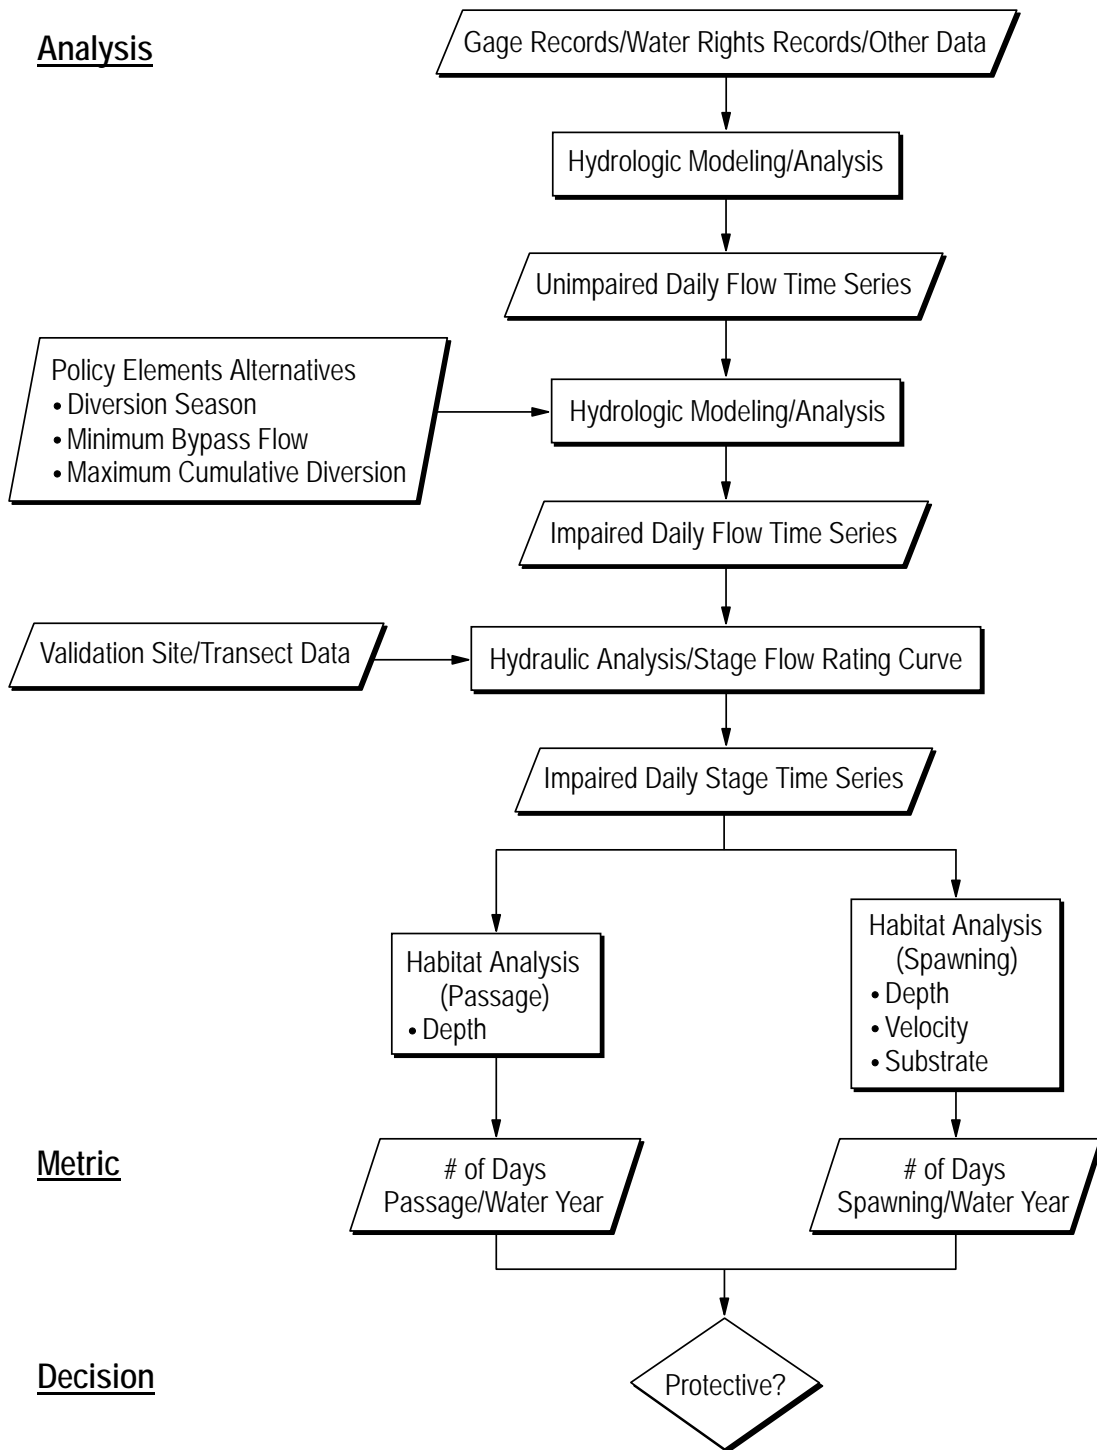 Analysis
Gage Records/Water Rights Records/Other Data
Hydrologic Modeling/Analysis
Unimpaired Daily Flow Time Series
Policy Elements Alternatives
• Diversion Season
• Minimum Bypass Flow
• Maximum Cumulative Diversion
Hydrologic Modeling/Analysis
Impaired Daily Flow Time Series
Validation Site/Transect Data
Hydraulic Analysis/Stage Flow Rating Curve
Impaired Daily Stage Time Series
Habitat Analysis
(Passage)
• Depth
Habitat Analysis
(Spawning)
• Depth
• Velocity
• Substrate
Metric
# of Days
Passage/Water Year
# of Days
Spawning/Water Year
Decision
Protective?